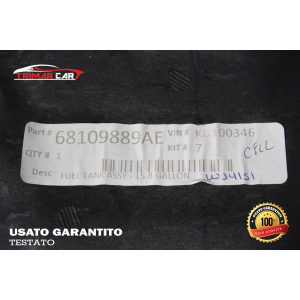 TRIMAR CAR
Part # 68109889AE VIN # KU100346
QTY # 1 KIT # 7
Desc FUEL TANK ASSY - 15.8 GALLON
CELL
USATO GARANTITO
TESTATO
100